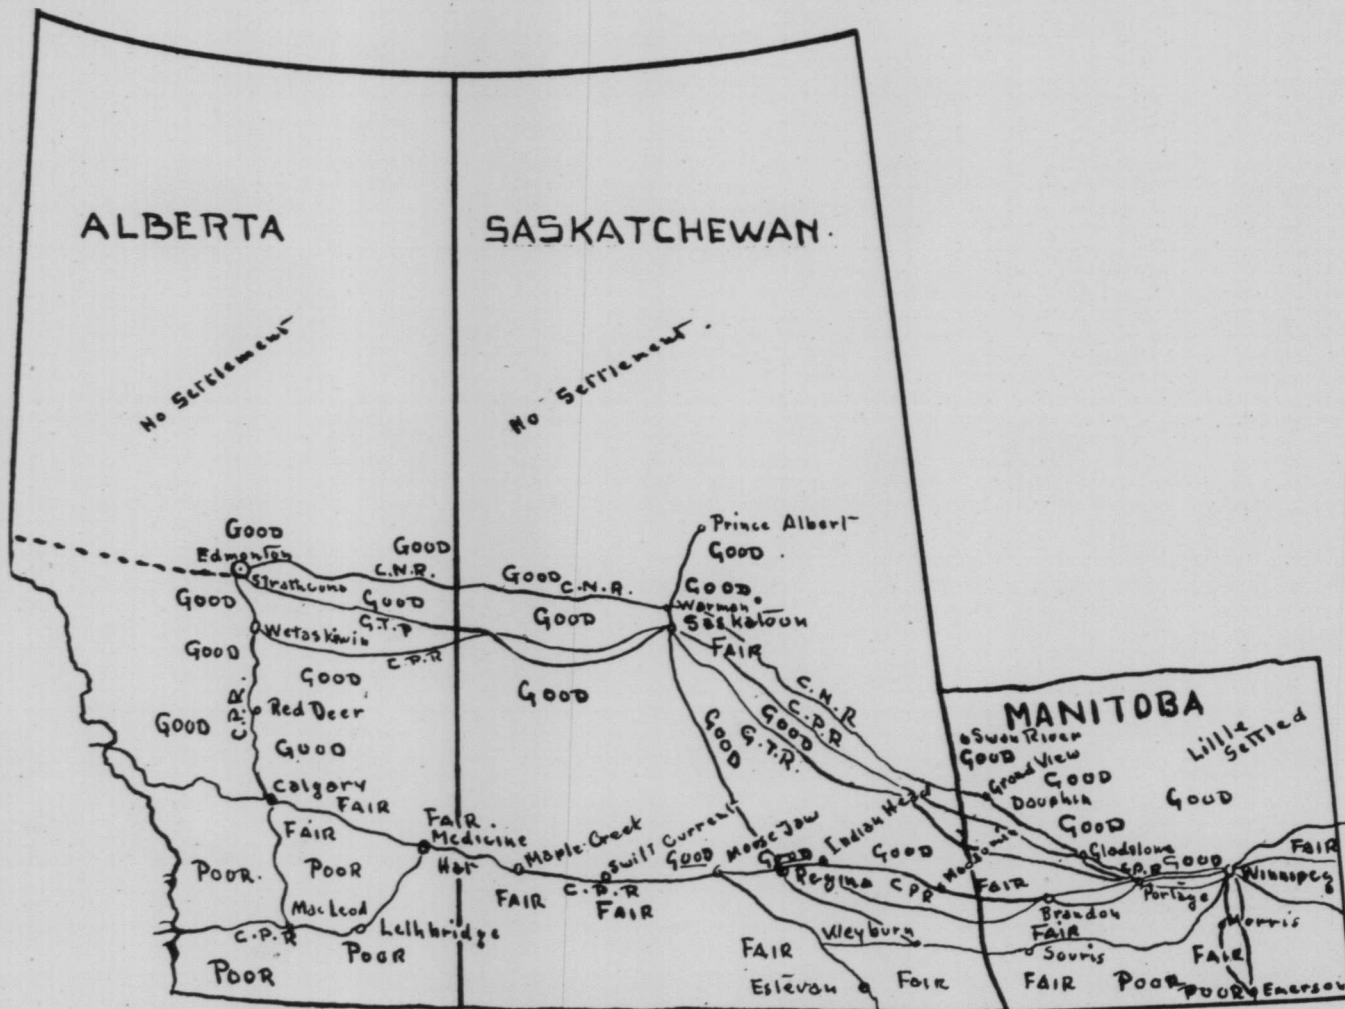 ALBERTA
SASKATCHEWAN.
No Settlement
No Settlement.
GOOD
Edmonton
Strathcona
GOOD
C.N.R.
GOOD
C.N.R.
Prince Albert
GOOD
GOOD
Warman
Saskatoon
GOOD
GOOD
G.T.P
GOOD
Wetaskiwin
C.P.R
GOOD
GOOD
GOOD
FAIR
C.N.R
C.P.R
GOOD
G.T.R.
GOOD
C.P.R.
Red Deer
GOOD
GOOD
MANITOBA
Swan River
GOOD
Grand View
GOOD
Dauphin
Little
Settled
GOOD
GOOD
Calgary
FAIR
FAIR
FAIR
Medicine
Hat
Maple Creek
FAIR
Swift Current
C.P.R
FAIR
GOOD
Moose Jaw
GOOD
Regina
Indian Head
GOOD
CPR
Moosomin
FAIR
Gladstone
C.P.R
GOOD
Portage
Winnipeg
FAIR
POOR.
POOR
MacLeod
C.P.R
Lethbridge
POOR
POOR
Brandon
FAIR
Souris
Morris
FAIR
FAIR
Weyburn
Estevan
FAIR
FAIR
POOR
POOR
Emerson